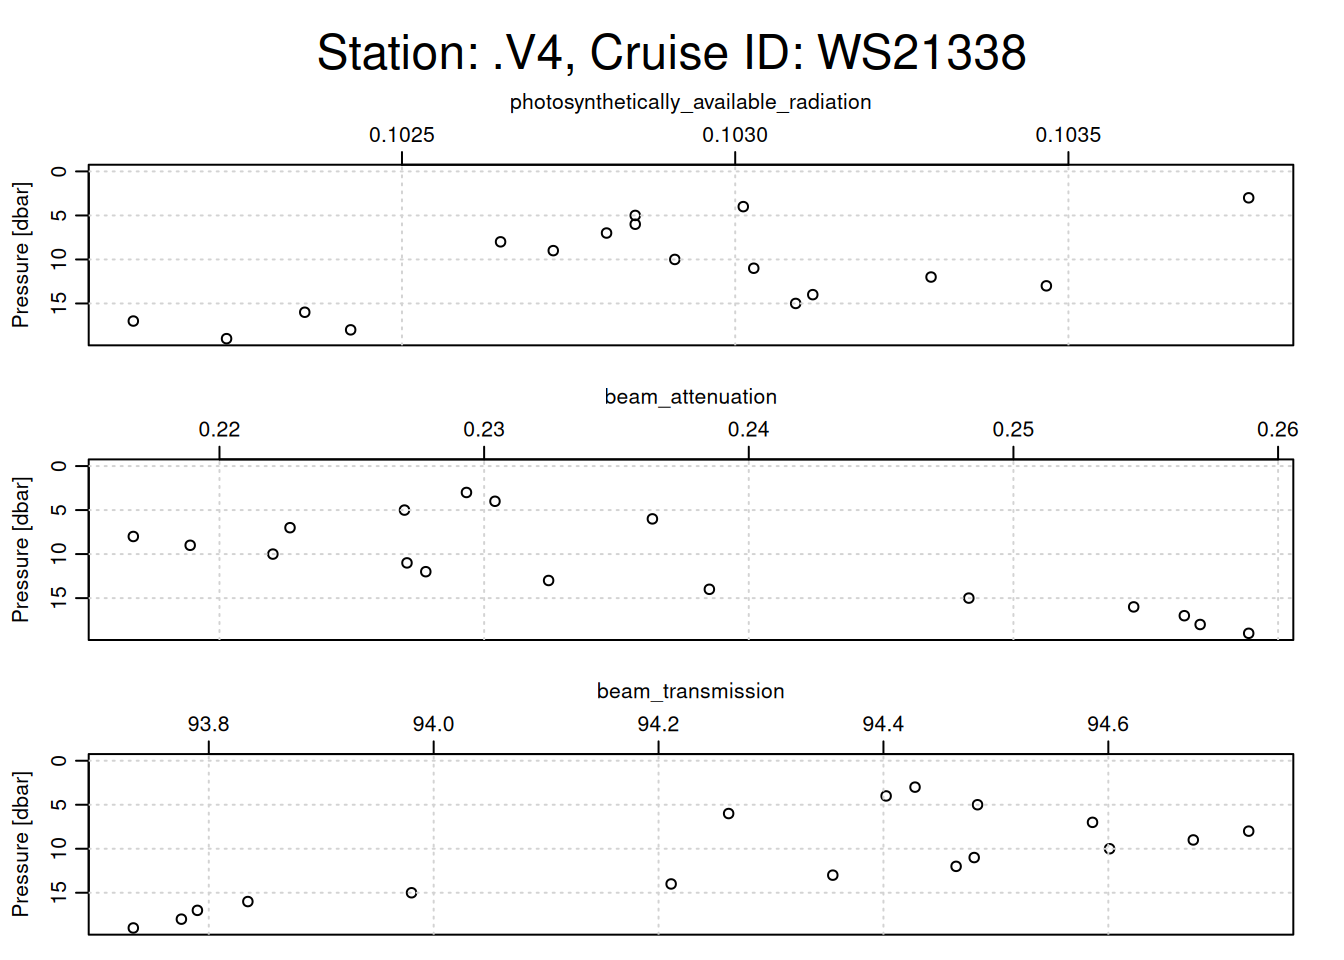 Station: .V4, Cruise ID: WS21338
photosynthetically_available_radiation
0.1025 0.1030 0.1035
Pressure [dbar]
0
5
10
15
beam_attenuation
0.22 0.23 0.24 0.25 0.26
Pressure [dbar]
0
5
10
15
beam_transmission
93.8 94.0 94.2 94.4 94.6
Pressure [dbar]
0
5
10
15